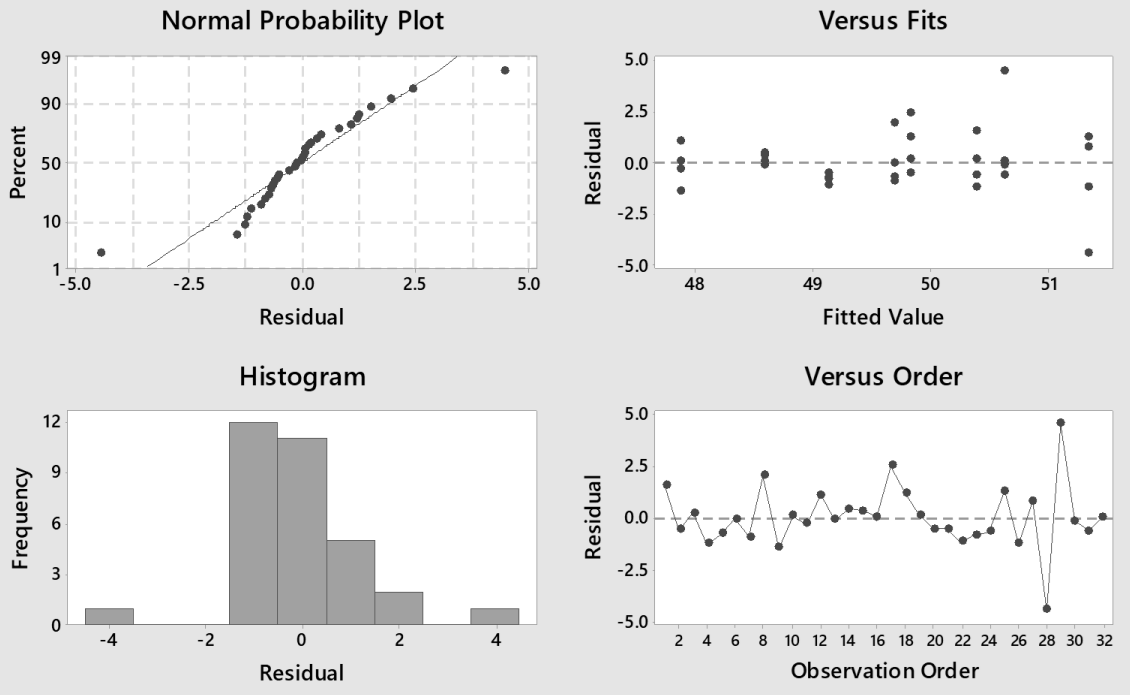 Normal Probability Plot
99
90
50
10
1
Percent
-5.0 -2.5 0.0 2.5 5.0
Residual
Versus Fits
5.0
2.5
0.0
-2.5
-5.0
Residual
48 49 50 51
Fitted Value
Histogram
12
9
6
3
0
Frequency
-4 -2 0 2 4
Residual
Versus Order
5.0
2.5
0.0
-2.5
-5.0
Residual
2 4 6 8 10 12 14 16 18 20 22 24 26 28 30 32
Observation Order